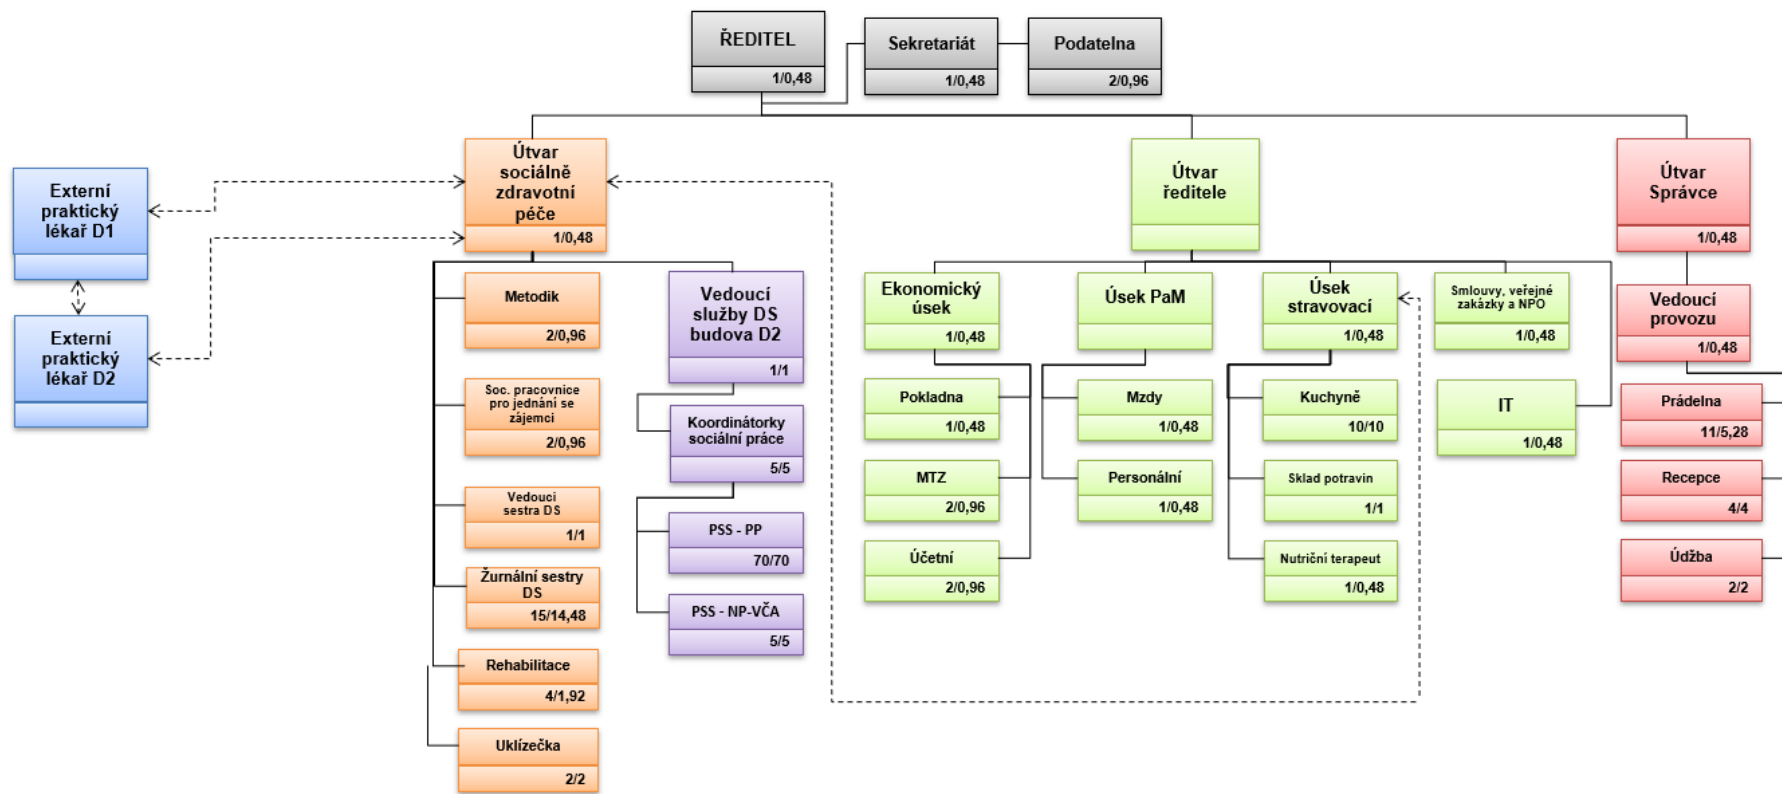 ŘEDITEL
1/0,48
Sekretariát
1/0,48
Podatelna
2/0,96
Externí
praktický
lékař D1
Externí
praktický
lékař D2
Útvar
sociálně
zdravotní
péče
1/0,48
Metodik
2/0,96
Soc. pracovnice
pro jednání se
zájemci
2/0,96
Vedoucí
sestra DS
1/1
Žurnální sestry
DS
15/14,48
Rehabilitace
4/1,92
Uklízečka
2/2
Vedoucí
služby DS
budova D2
1/1
Koordinátorky
sociální práce
5/5
PSS - PP
70/70
PSS - NP-VČA
5/5
Útvar
ředitele
Ekonomický
úsek
1/0,48
Pokladna
1/0,48
MTZ
2/0,96
Účetní
2/0,96
Úsek PaM
Mzdy
1/0,48
Personální
1/0,48
Úsek
stravovací
1/0,48
Kuchyně
10/10
Sklad potravin
1/1
Nutriční terapeut
1/0,48
Smlouvy, veřejné
zakázky a NPO
1/0,48
IT
1/0,48
Útvar
Správce
1/0,48
Vedoucí
provozu
1/0,48
Prádelna
11/5,28
Recepce
4/4
Údžba
2/2